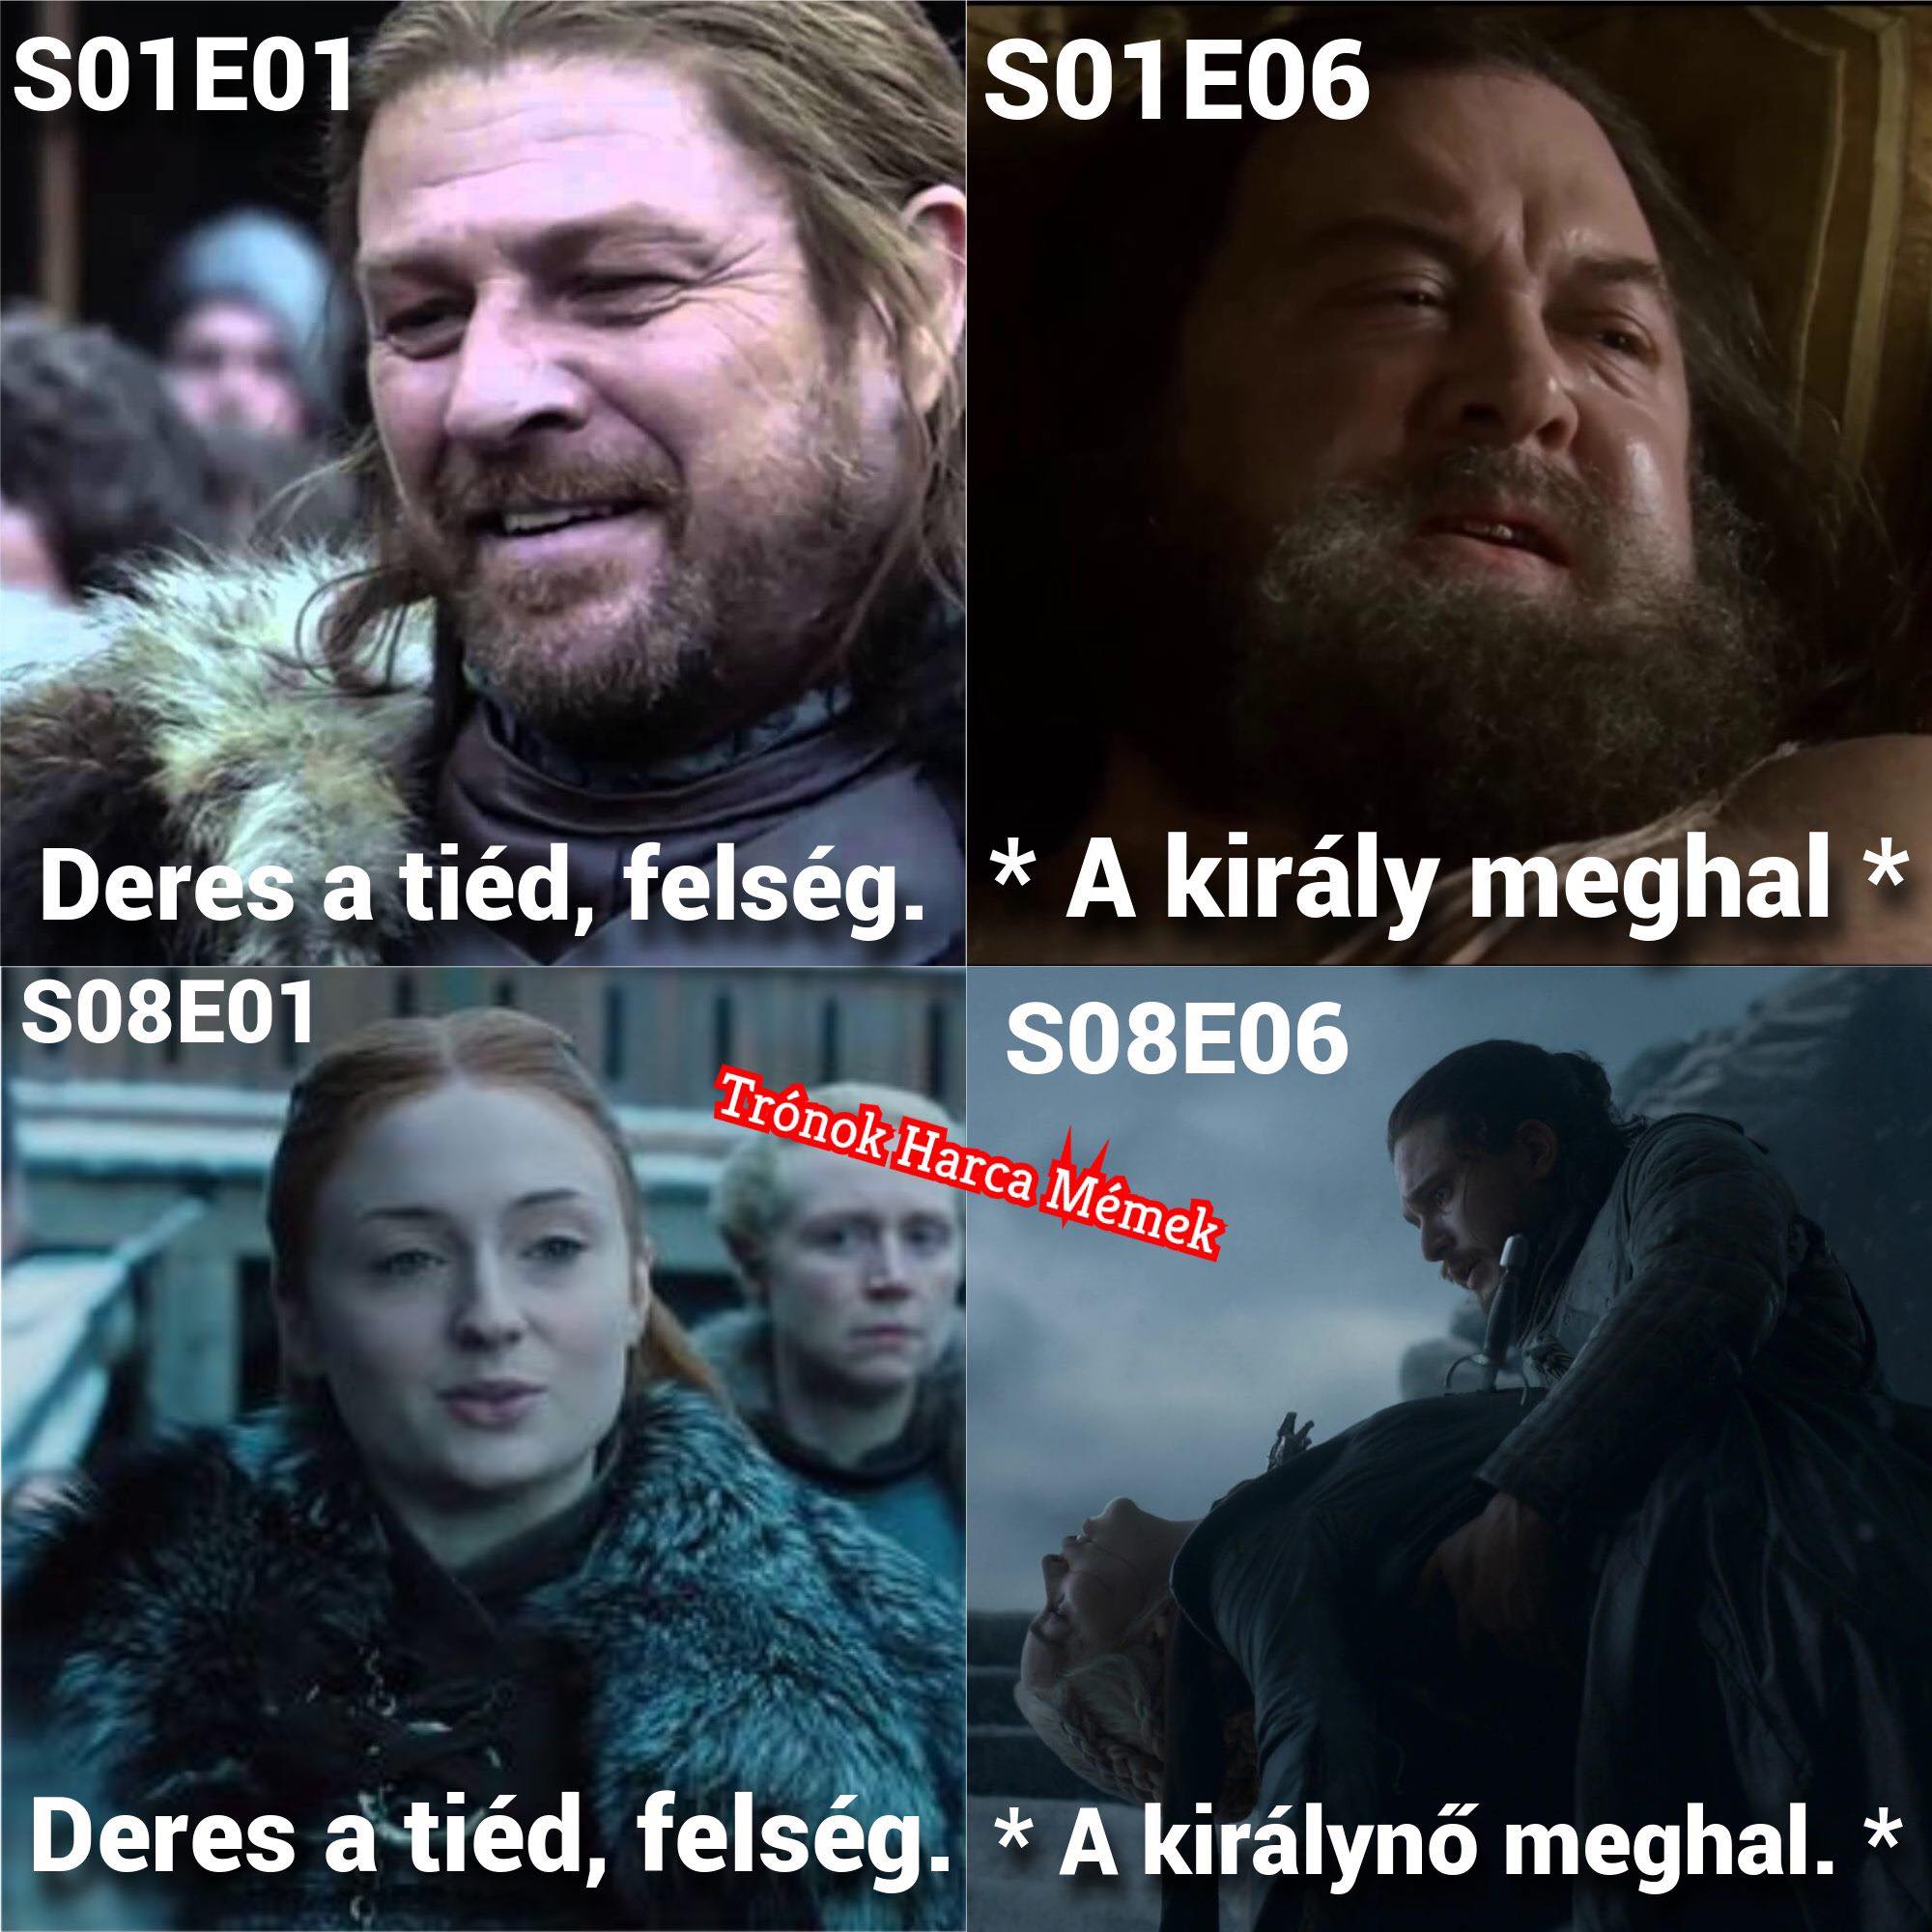 S01E01
S01E06
Deres a tiéd, felség.
* A király meghal *
S08E01
S08E06
Trónok Harca Mémek
Deres a tiéd, felség.
* A királynő meghal. *